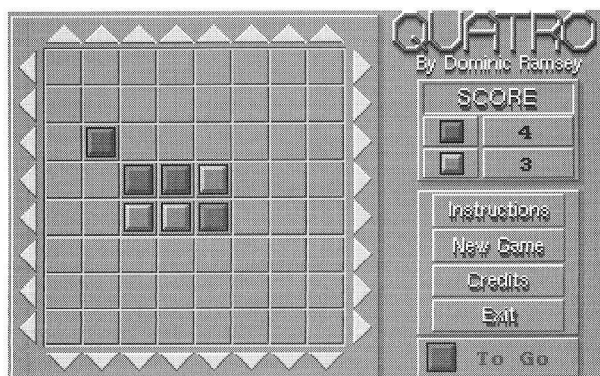 QUATRO
By Dominic Ramsey
SCORE
4
3
Instructions
New Game
Credits
Exit
To Go